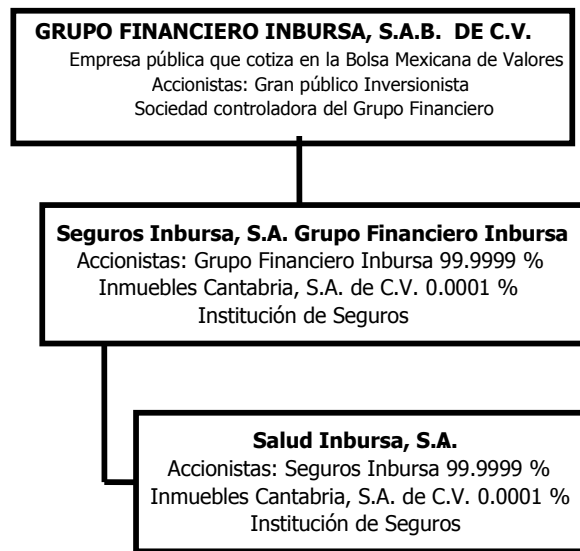 GRUPO FINANCIERO INBURSA, S.A.B. DE C.V.
Empresa pública que cotiza en la Bolsa Mexicana de Valores
Accionistas: Gran público Inversionista
Sociedad controladora del Grupo Financiero
Seguros Inbursa, S.A. Grupo Financiero Inbursa
Accionistas: Grupo Financiero Inbursa 99.9999 %
Inmuebles Cantabria, S.A. de C.V. 0.0001 %
Institución de Seguros
Salud Inbursa, S.A.
Accionistas: Seguros Inbursa 99.9999 %
Inmuebles Cantabria, S.A. de C.V. 0.0001 %
Institución de Seguros